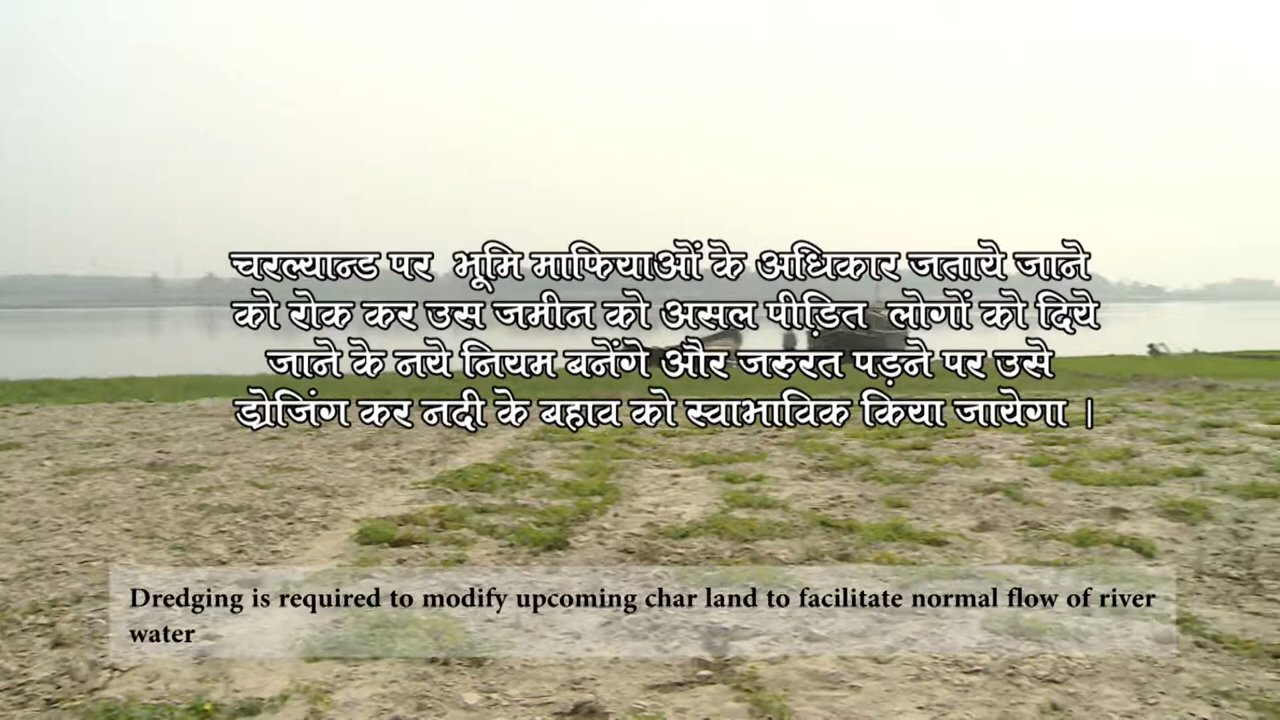 चरल्यान्ड पर भूमि माफियाओं के अधिकार जताये जाने
को रोक कर उस जमीन को असल पीड़ित लोगों को दिये
जाने के नये नियम बनेंगे और जरुरत पड़ने पर उसे
ड्रोजिंग कर नदी के बहाव को स्वाभाविक किया जायेगा ।
Dredging is required to modify upcoming char land to facilitate normal flow of river
water